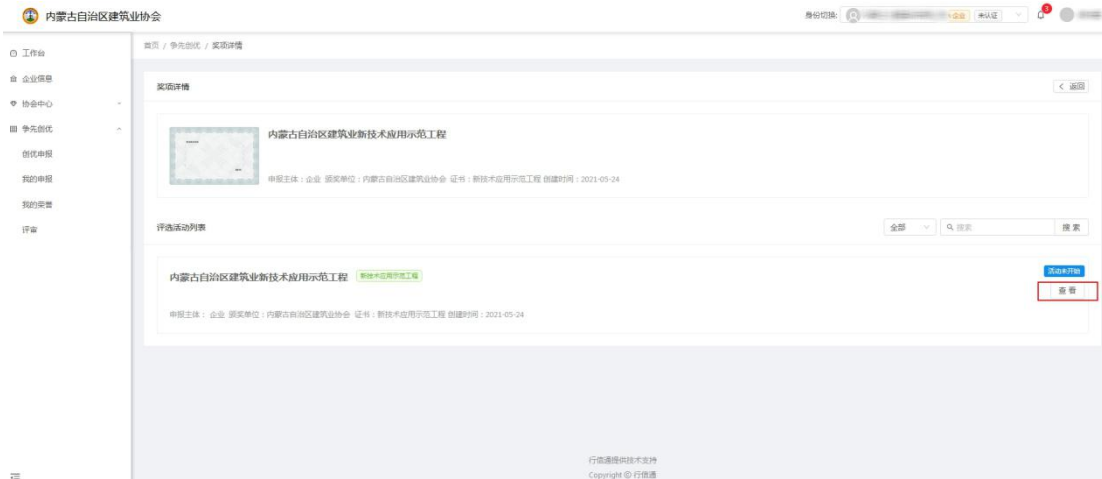 内蒙古自治区建筑业协会
身份切换:
企业
未认证
3
工作台
首页 / 争先创优 / 奖项详情
企业信息
奖项详情
< 返回
协会中心
争先创优
内蒙古自治区建筑业新技术应用示范工程
创优申报
我的申报
申报主体：企业 颁奖单位：内蒙古自治区建筑业协会 证书：新技术应用示范工程 创建时间：2021-05-24
我的荣誉
评审
评选活动列表
全部
搜索
搜 索
内蒙古自治区建筑业新技术应用示范工程
新技术应用示范工程
活动未开始
查 看
申报主体： 企业 颁奖单位：内蒙古自治区建筑业协会 证书：新技术应用示范工程 创建时间：2021-05-24
行信通提供技术支持
Copyright © 行信通